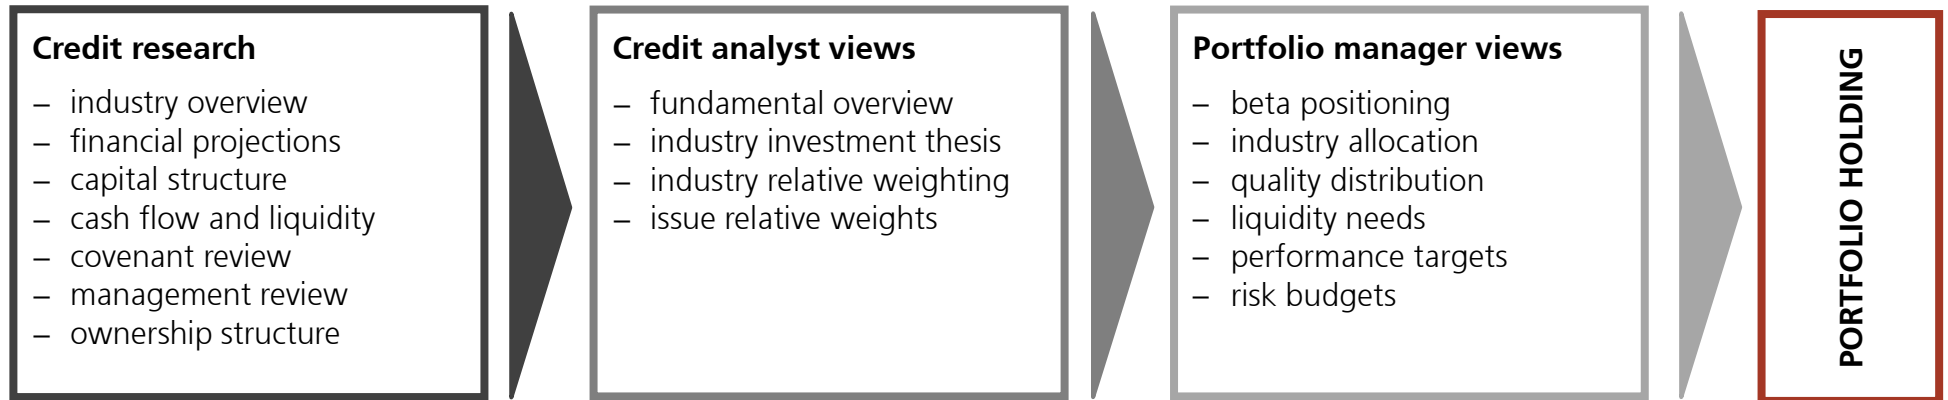 Credit research
– industry overview
– financial projections
– capital structure
– cash flow and liquidity
– covenant review
– management review
– ownership structure
Credit analyst views
– fundamental overview
– industry investment thesis
– industry relative weighting
– issue relative weights
Portfolio manager views
– beta positioning
– industry allocation
– quality distribution
– liquidity needs
– performance targets
– risk budgets
PORTFOLIO HOLDING